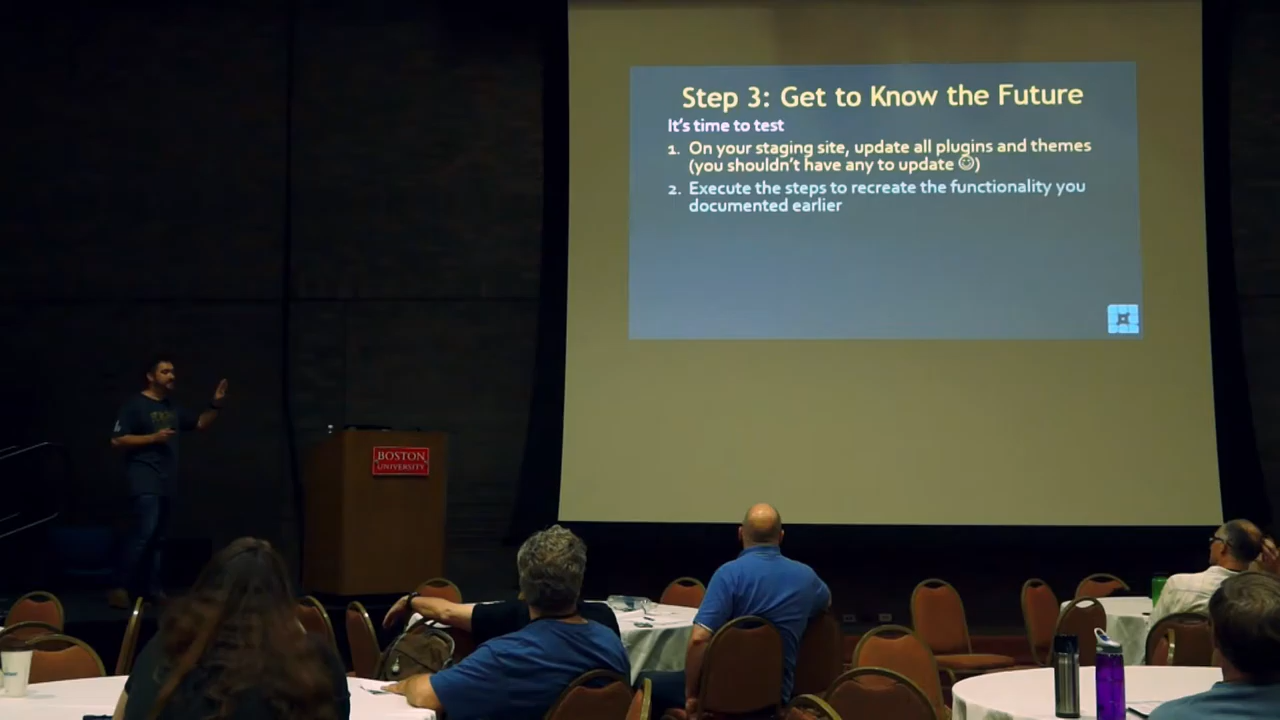 Step 3: Get to Know the Future
It's time to test
1. On your staging site, update all plugins and themes
(you shouldn't have any to update ☺)
2. Execute the steps to recreate the functionality you
documented earlier
BOSTON
UNIVERSITY